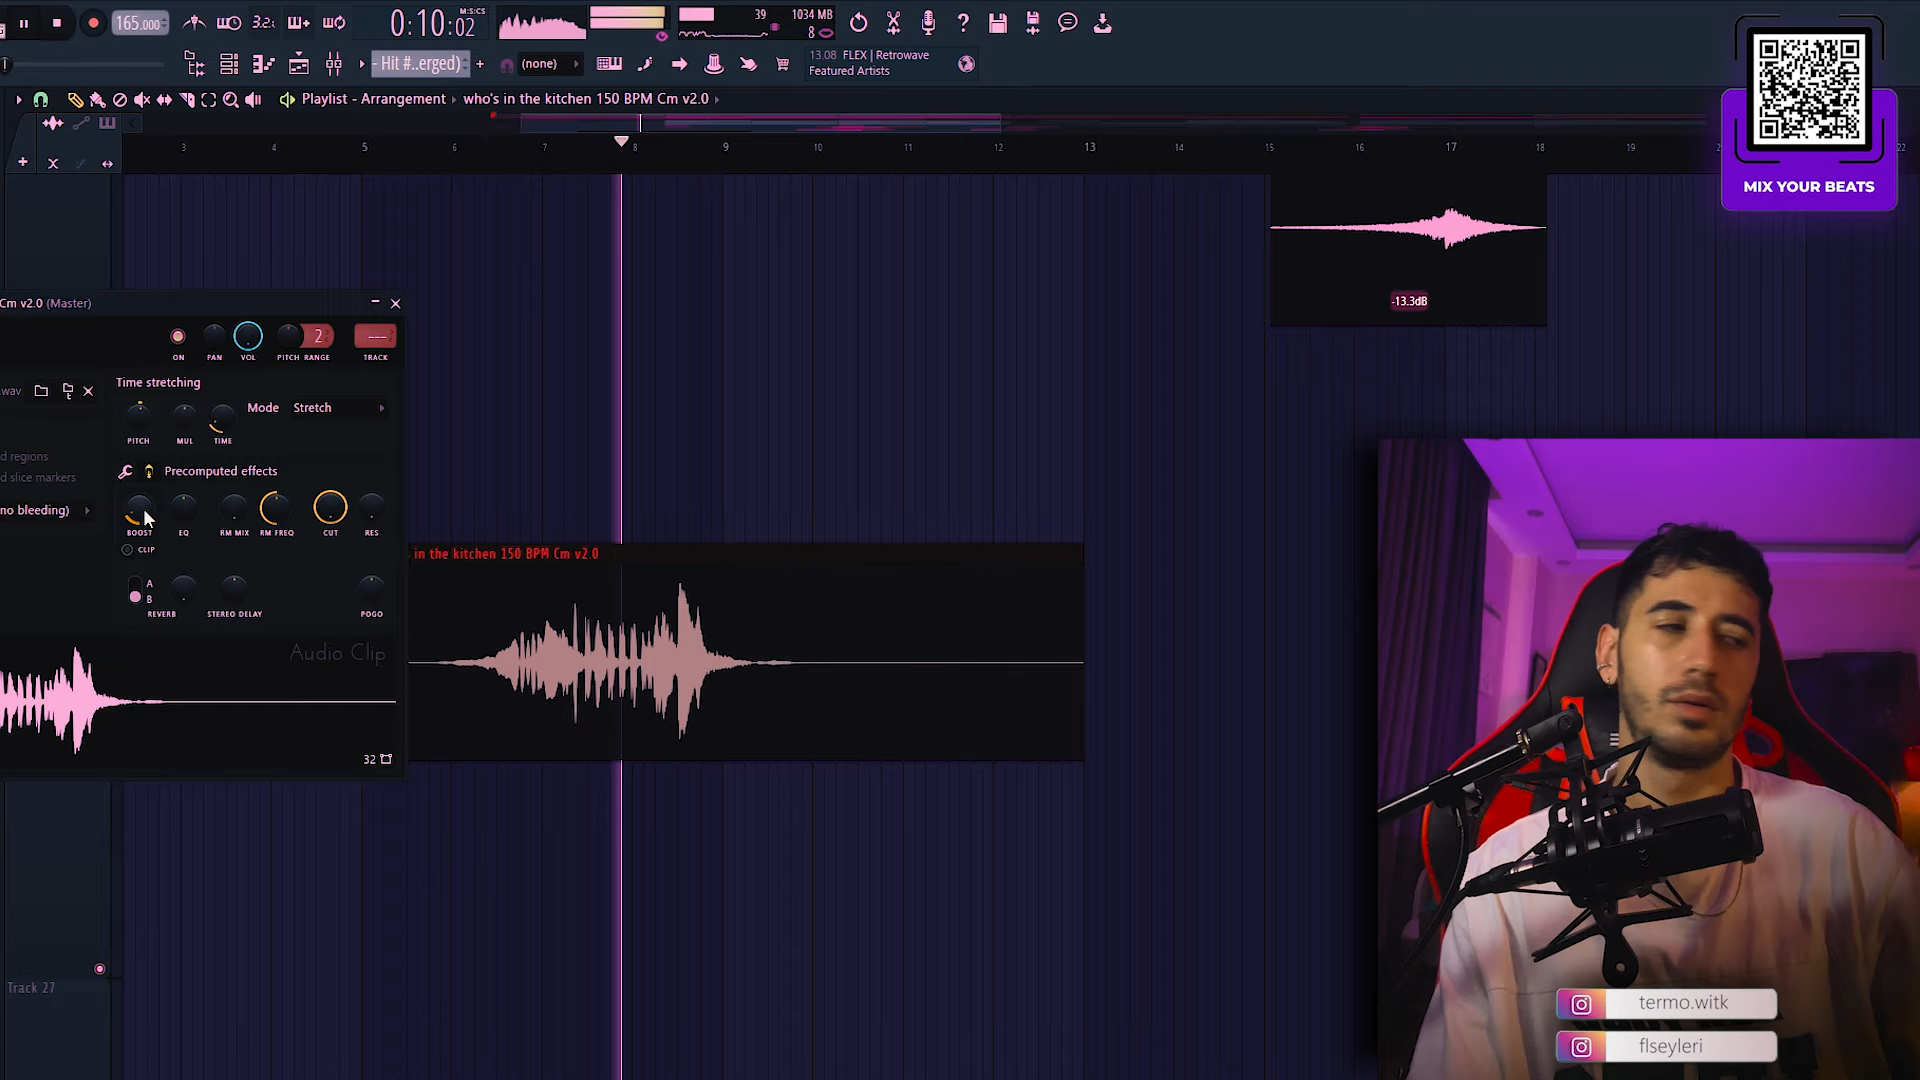 165.000
3.2.
0:10:02
M:S:CS
39
1034 MB
8
- Hit #..erged)
(none)
13.08 FLEX | Retrowave
Featured Artists
Playlist - Arrangement
who's in the kitchen 150 BPM Cm v2.0
3
4
5
6
7
8
9
10
11
12
13
14
15
16
17
18
19
22
MIX YOUR BEATS
-13.3dB
Cm v2.0 (Master)
2
---
ON
PAN
VOL
PITCH
RANGE
TRACK
wav
Time stretching
Mode
Stretch
PITCH
MUL
TIME
d regions
d slice markers
Precomputed effects
no bleeding)
BOOST
EQ
RM MIX
RM FREQ
CUT
RES
CLIP
A
B
REVERB
STEREO DELAY
POGO
Audio Clip
32
in the kitchen 150 BPM Cm v2.0
Track 27
termo.witk
flseyleri